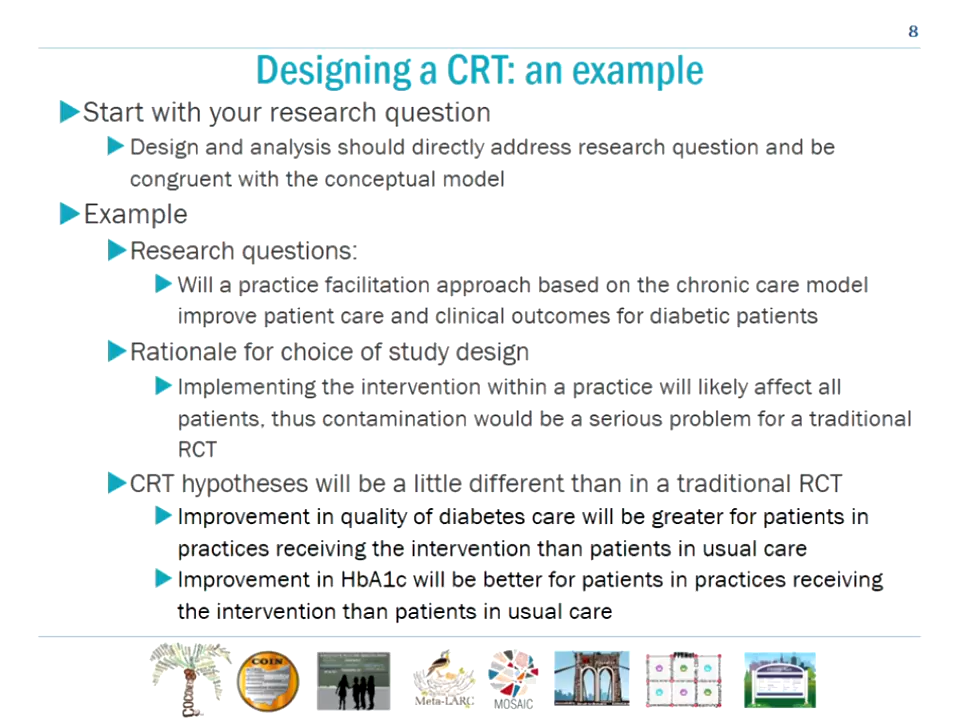 8
Designing a CRT: an example
Start with your research question
Design and analysis should directly address research question and be
congruent with the conceptual model
Example
Research questions:
Will a practice facilitation approach based on the chronic care model
improve patient care and clinical outcomes for diabetic patients
Rationale for choice of study design
Implementing the intervention within a practice will likely affect all
patients, thus contamination would be a serious problem for a traditional
RCT
CRT hypotheses will be a little different than in a traditional RCT
Improvement in quality of diabetes care will be greater for patients in
practices receiving the intervention than patients in usual care
Improvement in HbA1c will be better for patients in practices receiving
the intervention than patients in usual care
COIN
Meta-LARC
MOSAIC